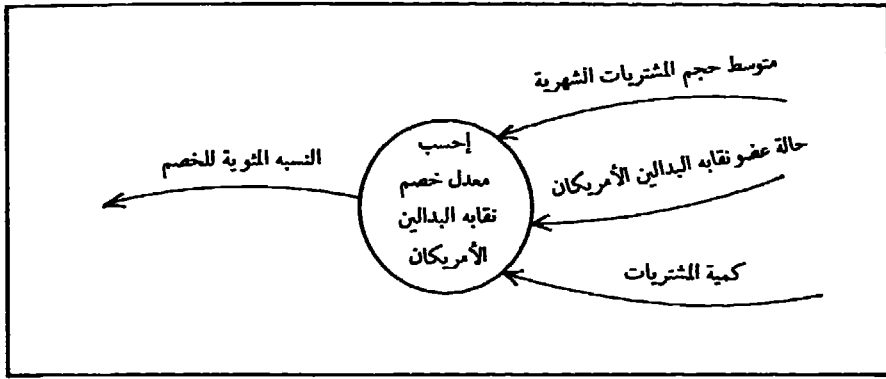 متوسط حجم المشتريات الشهرية
حالة عضو نقابه البدالين الأمريكان
كمية المشتريات
إحسب
معدل خصم
نقابه البدالين
الأمريكان
النسبه المئوية للخصم